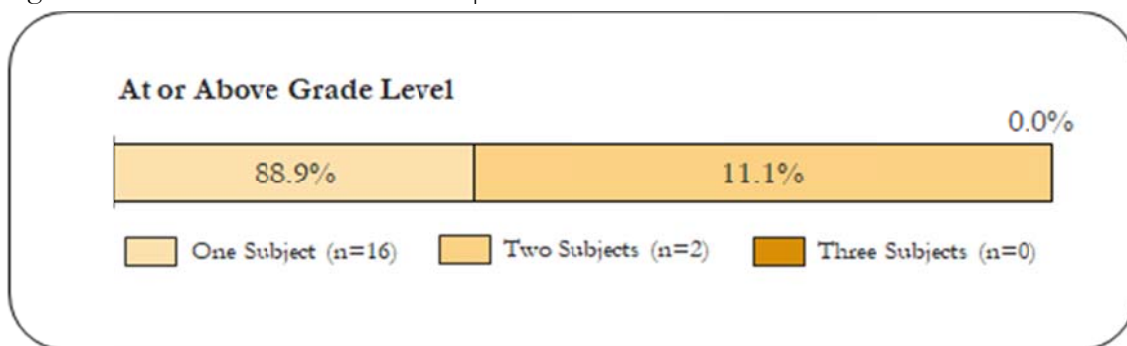 At or Above Grade Level
0.0%
88.9% 11.1%
One Subject (n=16) Two Subjects (n=2) Three Subjects (n=0)